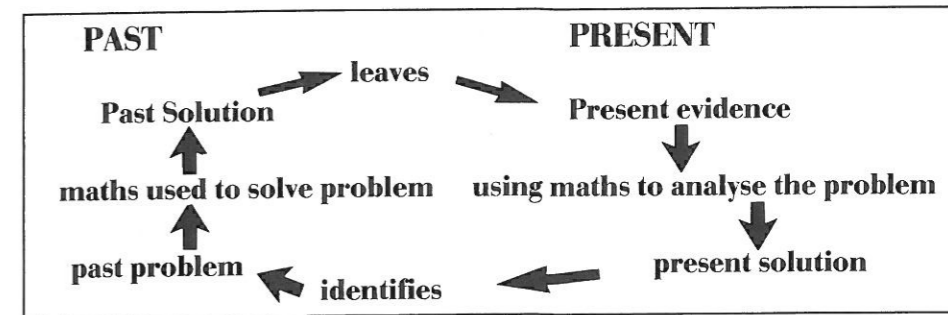 PAST PRESENT
leaves
Past Solution Present evidence
maths used to solve problem using maths to analyse the problem
past problem present solution
identifies